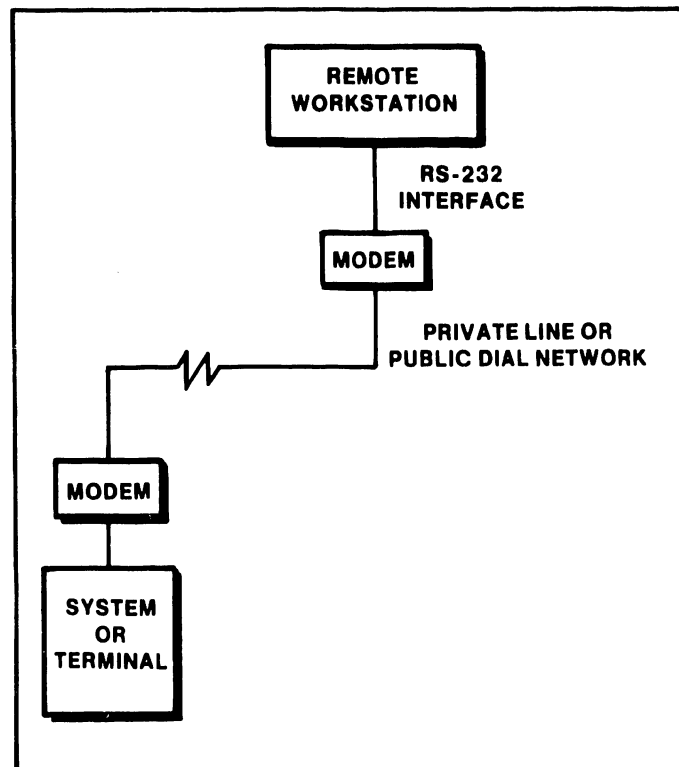 REMOTE
WORKSTATION
RS-232
INTERFACE
MODEM
PRIVATE LINE OR
PUBLIC DIAL NETWORK
MODEM
SYSTEM
OR
TERMINAL